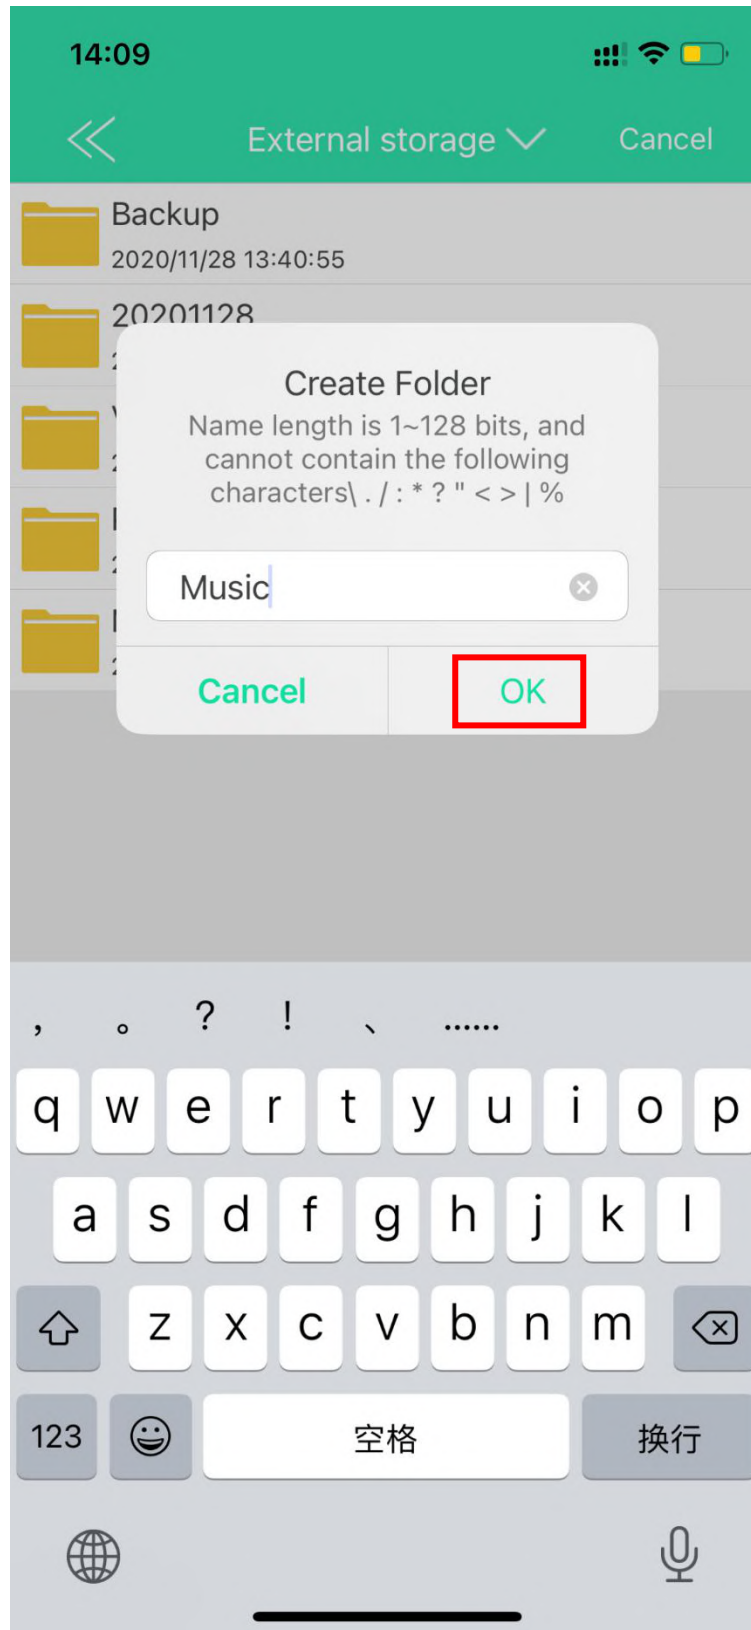 14:09
External storage
Cancel
Backup
2020/11/28 13:40:55
20201128
Create Folder
Name length is 1~128 bits, and
cannot contain the following
characters\ . / : * ? " < > | %
Music
Cancel
OK
, 。 ? ! 、 ……
q w e r t y u i o p
a s d f g h j k l
z x c v b n m
123
空格
换行